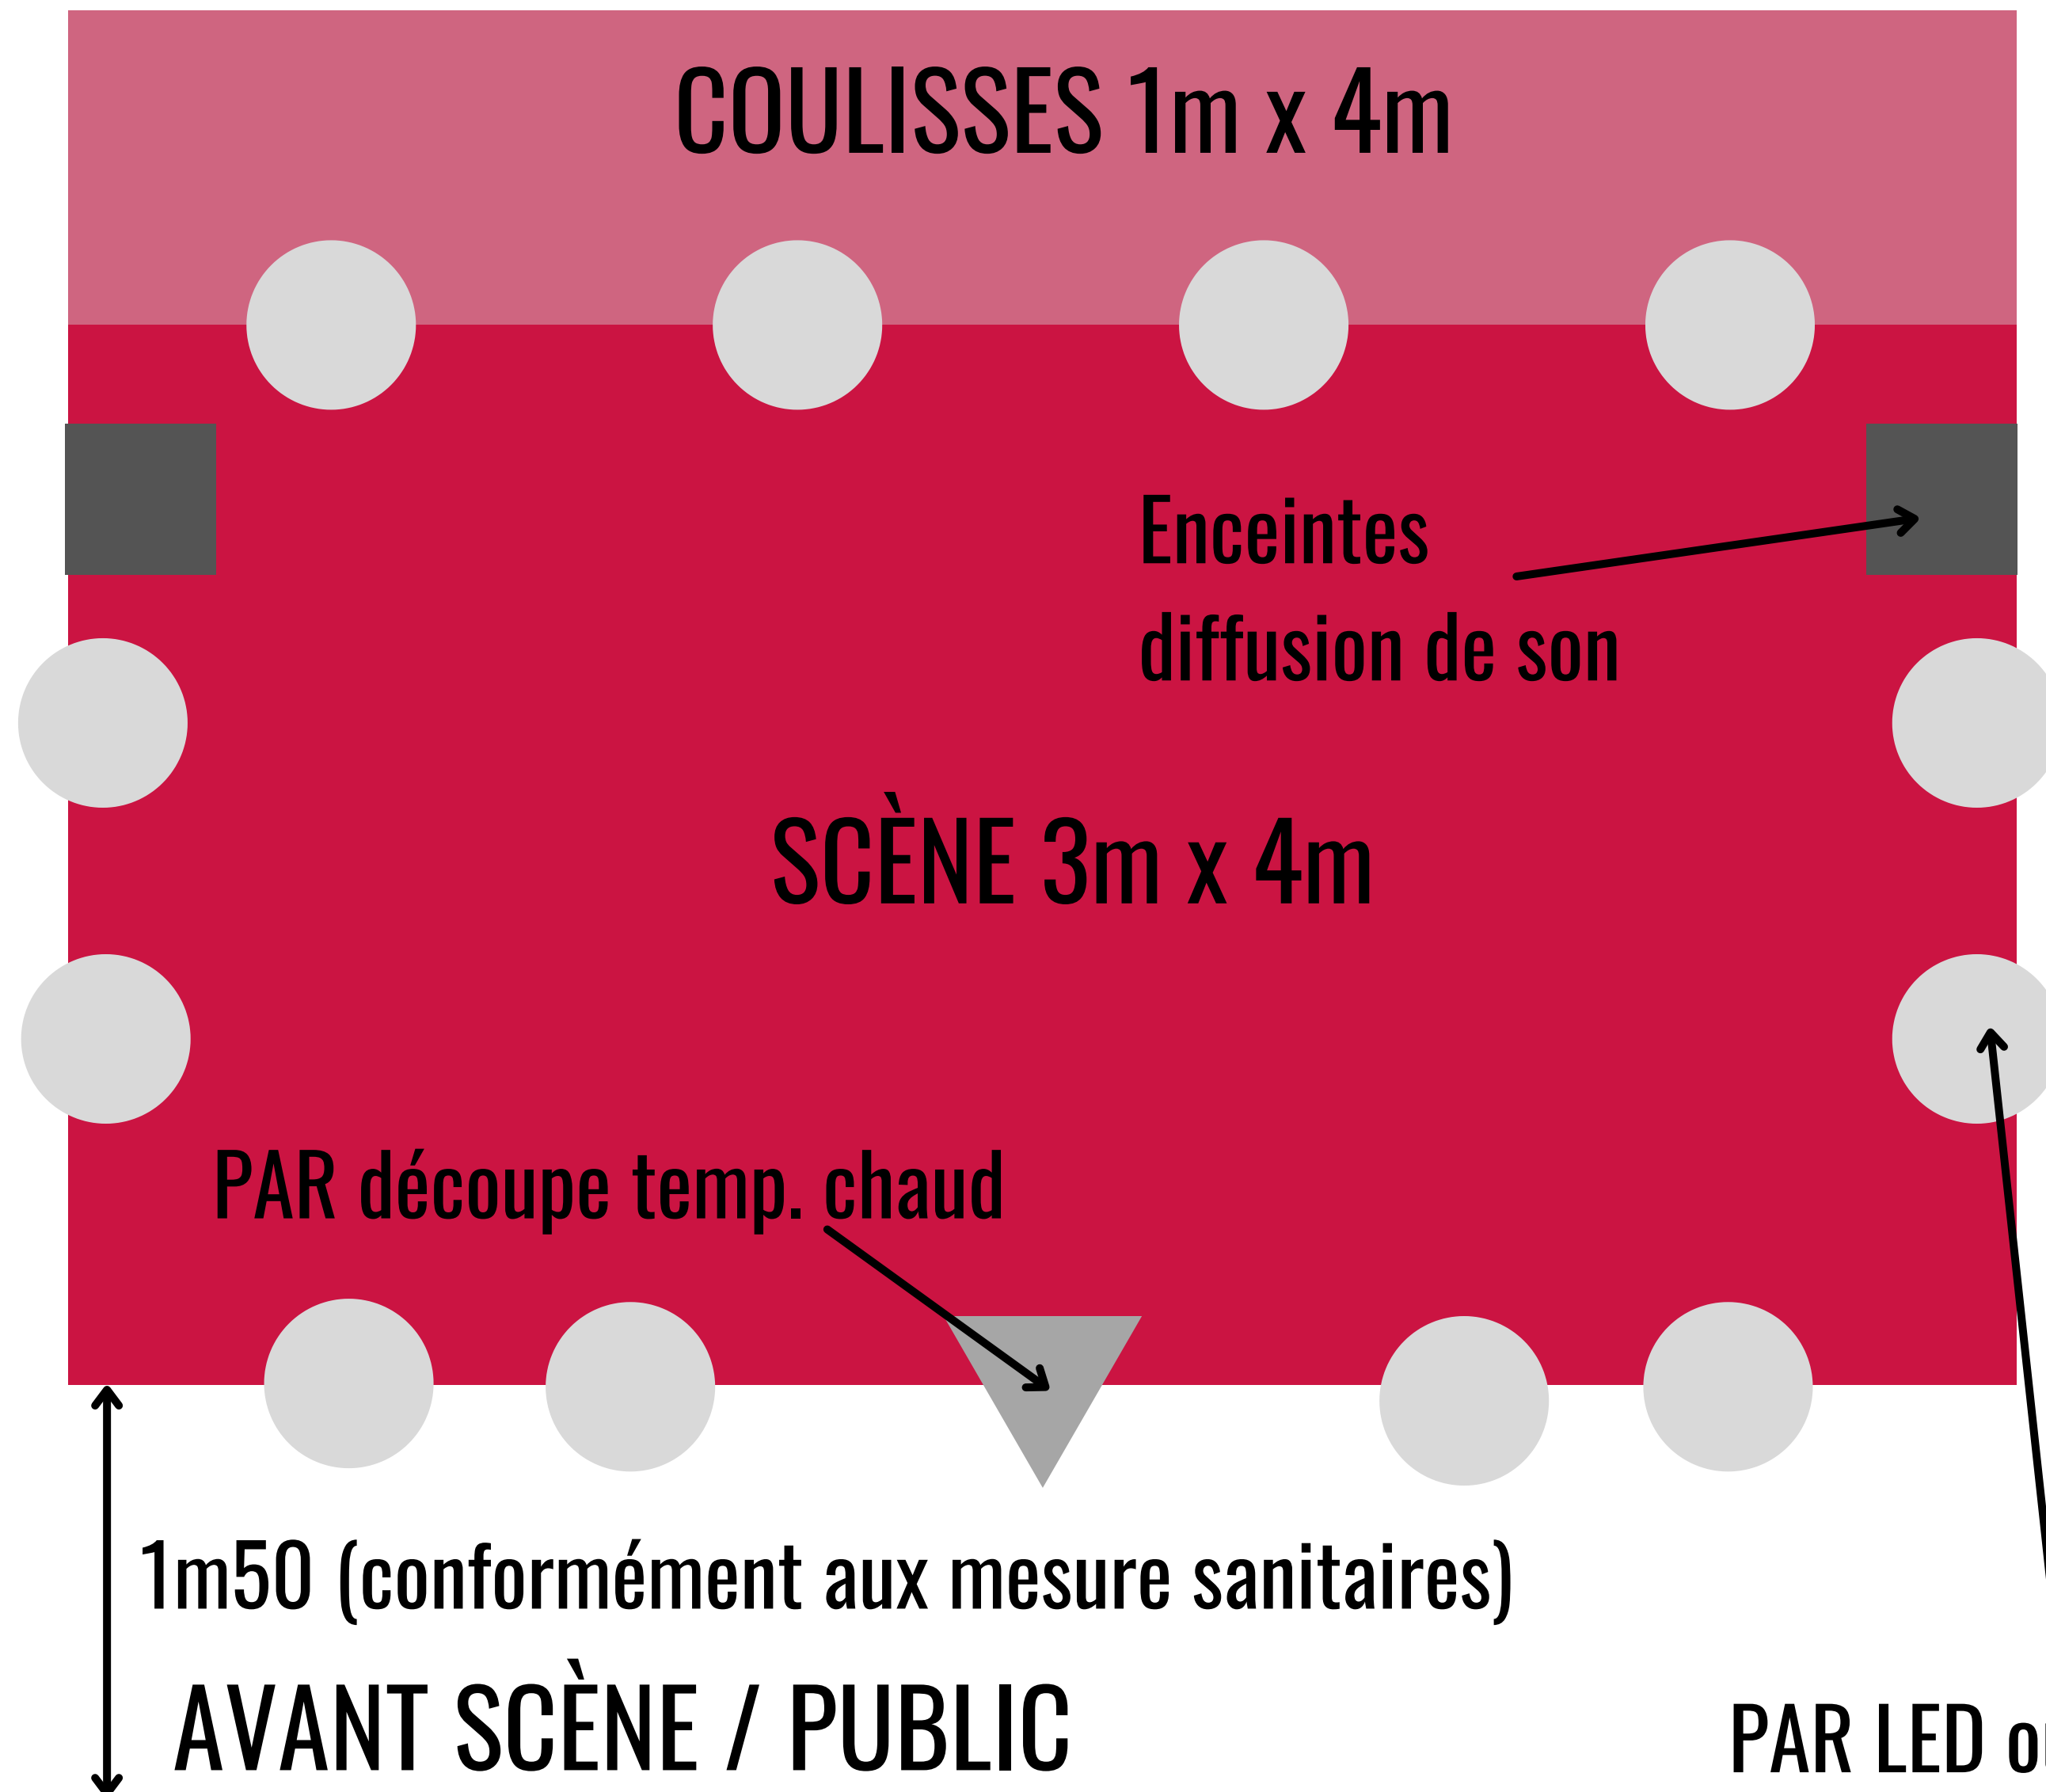 COULISSES 1m x 4m
Enceintes
diffusion de son
SCÈNE 3m x 4m
PAR découpe temp. chaud
1m50 (conformément aux mesures sanitaires)
AVANT SCÈNE / PUBLIC
PAR LED